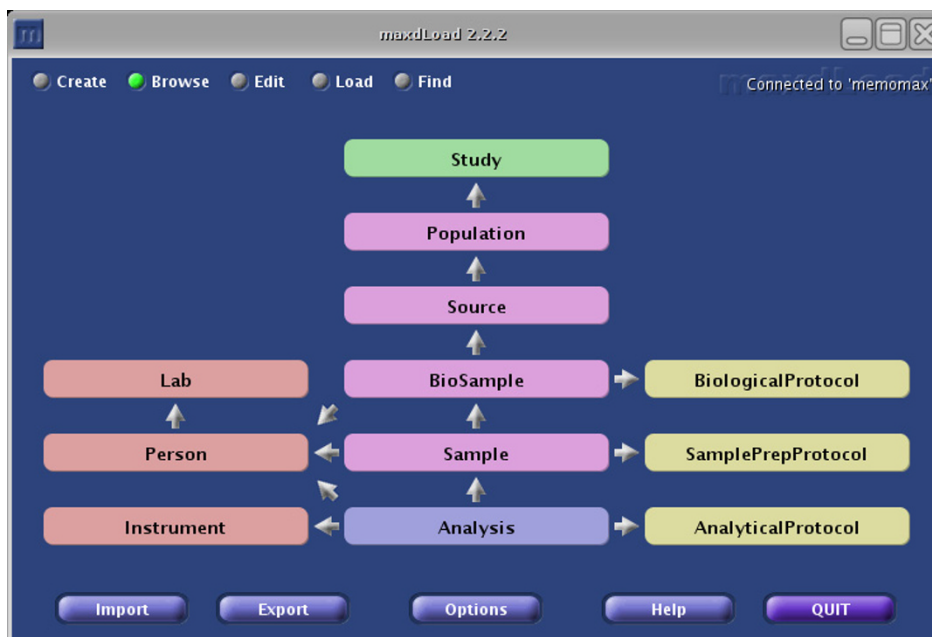 m maxdLoad 2.2.2
Create Browse Edit Load Find maxdLoad
Connected to 'memomax'
Study
Population
Source
Lab BioSample BiologicalProtocol
Person Sample SamplePrepProtocol
Instrument Analysis AnalyticalProtocol
Import Export Options Help QUIT